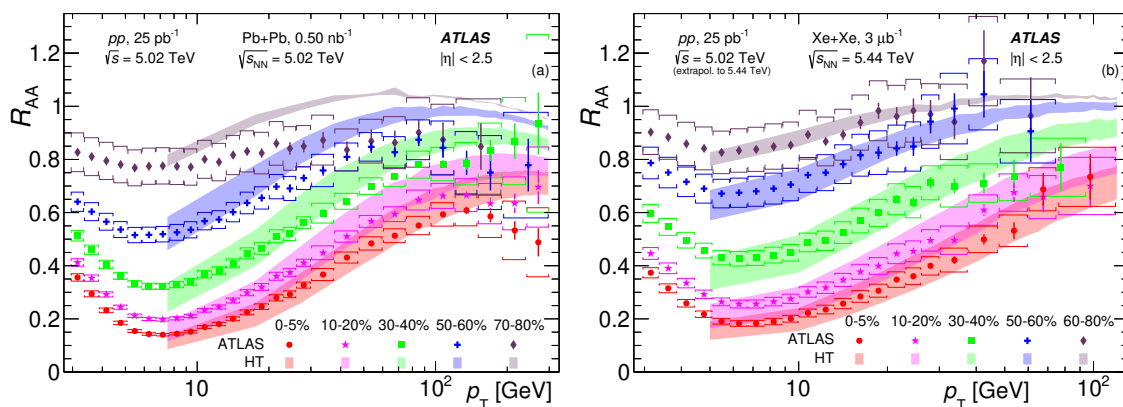 R_AA
1.4
1.2
1
0.8
0.6
0.4
0.2
0
pp, 25 pb⁻¹ Pb+Pb, 0.50 nb⁻¹ ATLAS
√s = 5.02 TeV √s_NN = 5.02 TeV |η| < 2.5
(a)
0-5% 10-20% 30-40% 50-60% 70-80%
ATLAS
HT
10 10²
p_T [GeV]
R_AA
1.2
1
0.8
0.6
0.4
0.2
0
pp, 25 pb⁻¹ Xe+Xe, 3 μb⁻¹ ATLAS
√s = 5.02 TeV √s_NN = 5.44 TeV |η| < 2.5
(extrapol. to 5.44 TeV)
(b)
0-5% 10-20% 30-40% 50-60% 60-80%
ATLAS
HT
10 10²
p_T [GeV]